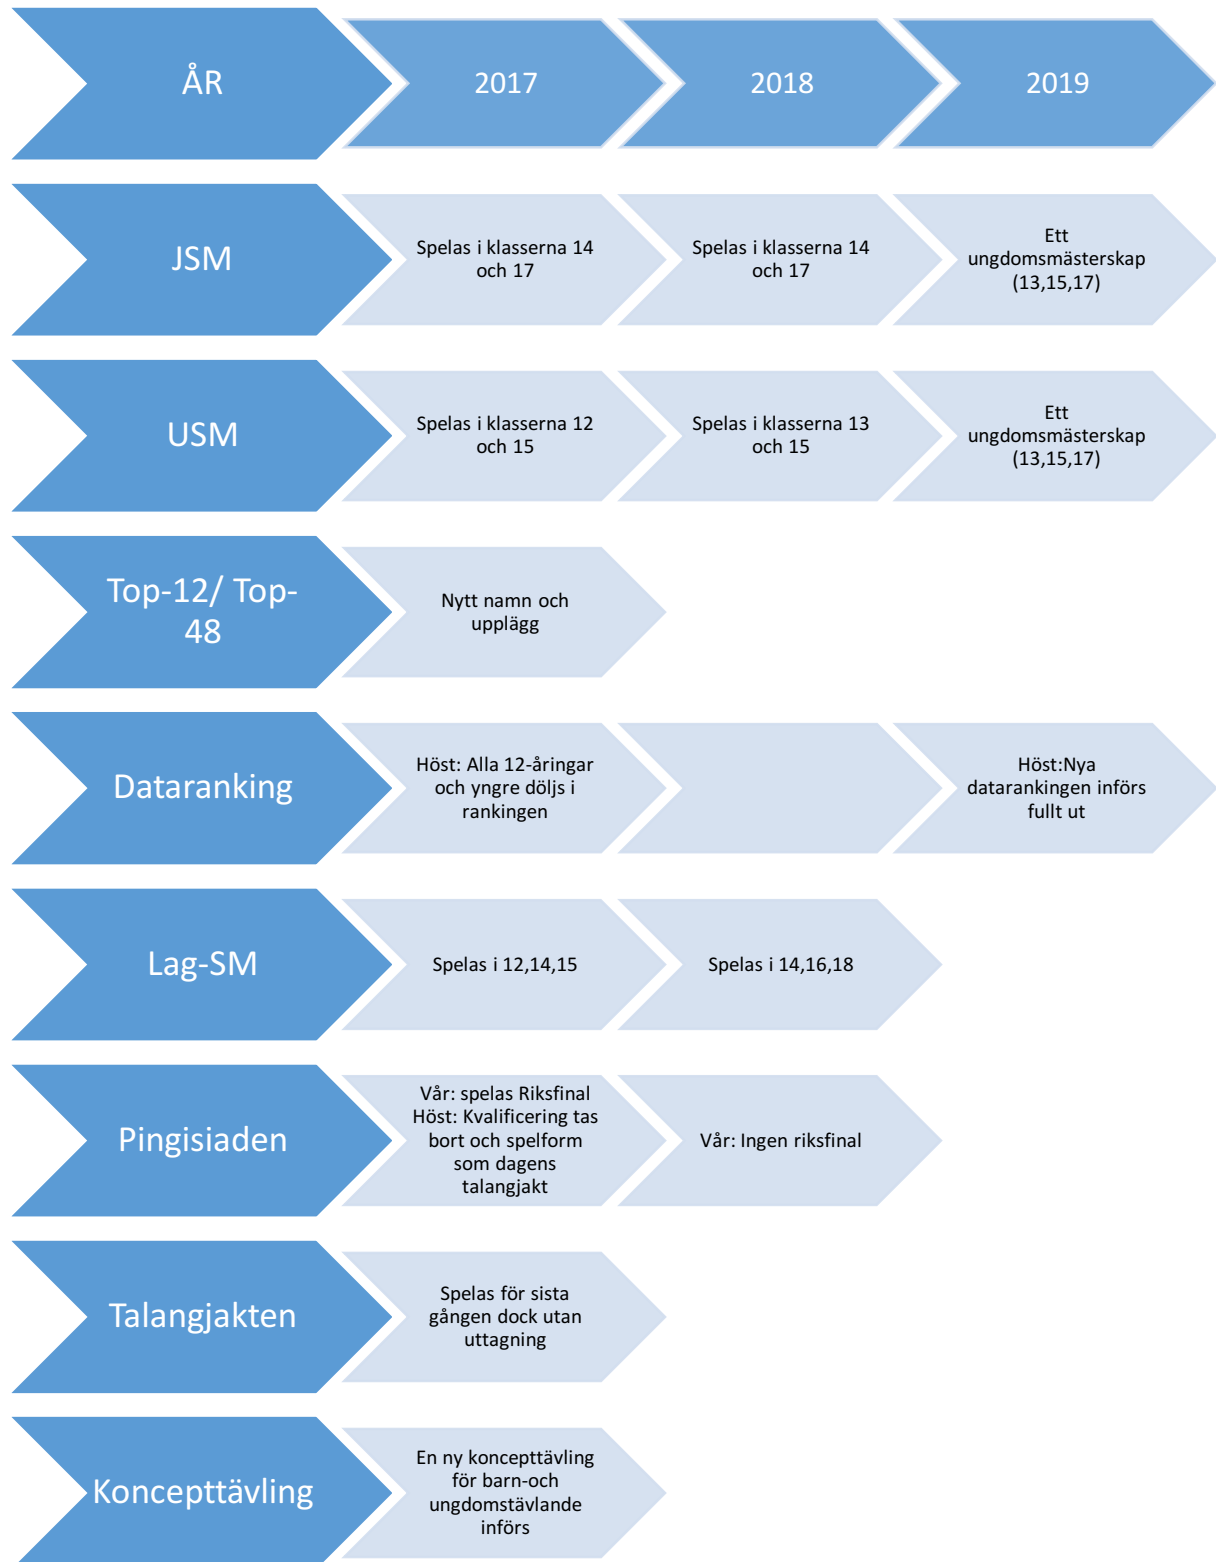 ÅR
2017
2018
2019
JSM
Spelas i klasserna 14
och 17
Spelas i klasserna 14
och 17
Ett
ungdomsmästerskap
(13,15,17)
USM
Spelas i klasserna 12
och 15
Spelas i klasserna 13
och 15
Ett
ungdomsmästerskap
(13,15,17)
Top-12/ Top-
48
Nytt namn och
upplägg
Dataranking
Höst: Alla 12-åringar
och yngre döljs i
rankingen
Höst:Nya
datarankingen införs
fullt ut
Lag-SM
Spelas i 12,14,15
Spelas i 14,16,18
Pingisiaden
Vår: spelas Riksfinal
Höst: Kvalificering tas
bort och spelform
som dagens
talangjakt
Vår: Ingen riksfinal
Talangjakten
Spelas för sista
gången dock utan
uttagning
Koncepttävling
En ny koncepttävling
för barn-och
ungdomstävlande
införs